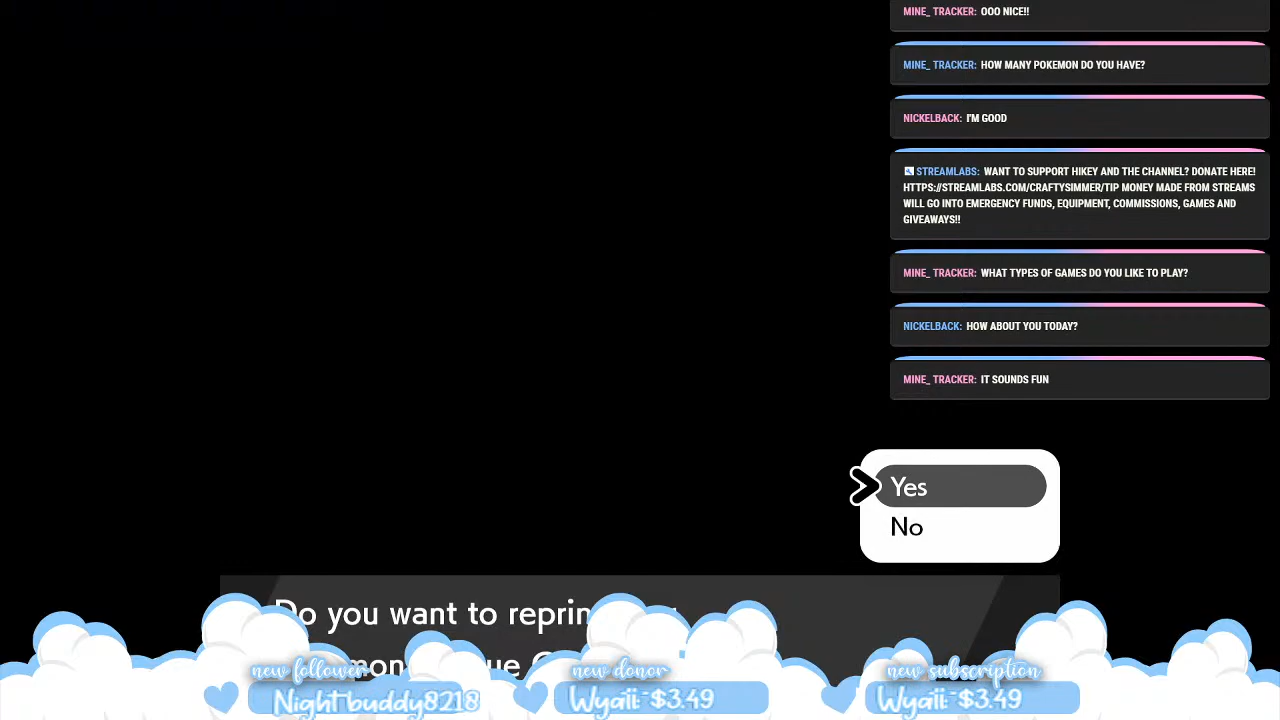 MINE_ TRACKER: OOO NICE!!
MINE_ TRACKER: HOW MANY POKEMON DO YOU HAVE?
NICKELBACK: I'M GOOD
STREAMLABS: WANT TO SUPPORT HIKEY AND THE CHANNEL? DONATE HERE!
HTTPS://STREAMLABS.COM/CRAFTYSIMMER/TIP MONEY MADE FROM STREAMS
WILL GO INTO EMERGENCY FUNDS, EQUIPMENT, COMMISSIONS, GAMES AND
GIVEAWAYS!!
MINE_ TRACKER: WHAT TYPES OF GAMES DO YOU LIKE TO PLAY?
NICKELBACK: HOW ABOUT YOU TODAY?
MINE_ TRACKER: IT SOUNDS FUN
Yes
No
Do you want to
new follower
Nightbuddy8218
new donor
Wyaii: $3.49
new subscription
Wyaii: $3.49